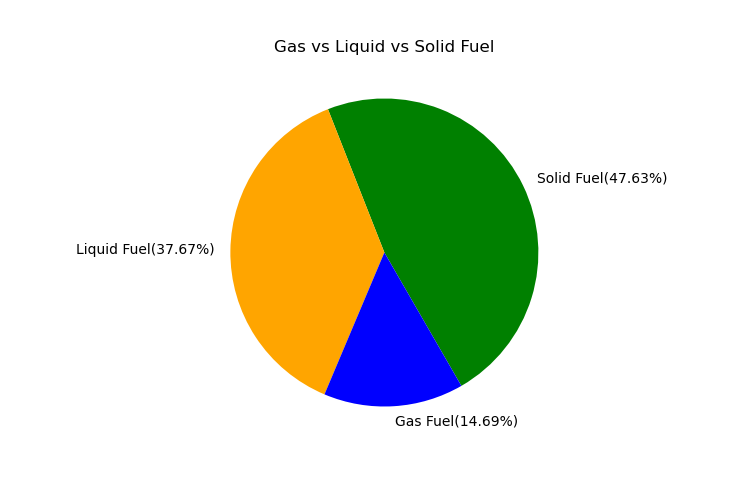 Gas vs Liquid vs Solid Fuel
Solid Fuel(47.63%)
Liquid Fuel(37.67%)
Gas Fuel(14.69%)